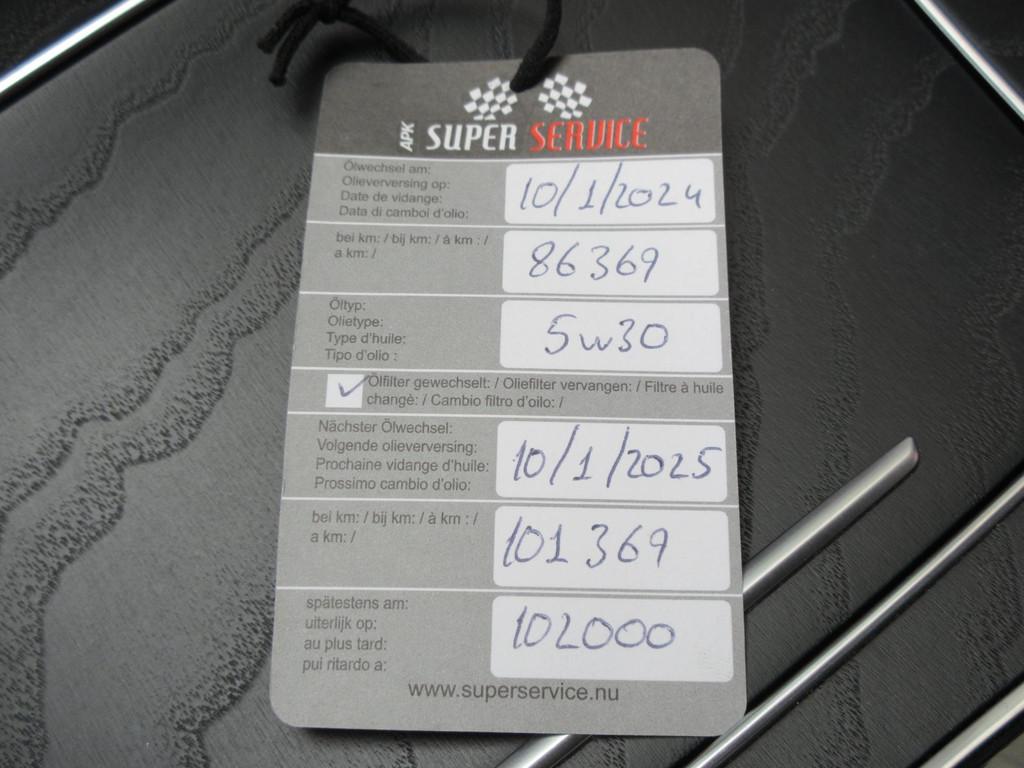 APK SUPER SERVICE
Ölwechsel am:
Olieverversing op:
Date de vidange:
Data di camboi d'olio:
10/1/2024
bei km: / bij km: / à km : /
a km: /
86369
Öltyp:
Olietype:
Type d'huile:
Tipo d'olio :
5w30
Ölfilter gewechselt: / Oliefilter vervangen: / Filtre à huile
changè: / Cambio filtro d'oilo: /
Nächster Ölwechsel:
Volgende olieverversing:
Prochaine vidange d'huile:
Prossimo cambio d'olio:
10/1/2025
bei km: / bij km: / à km : /
a km: /
101369
spätestens am:
uiterlijk op:
au plus tard:
pui ritardo a:
102000
www.superservice.nu